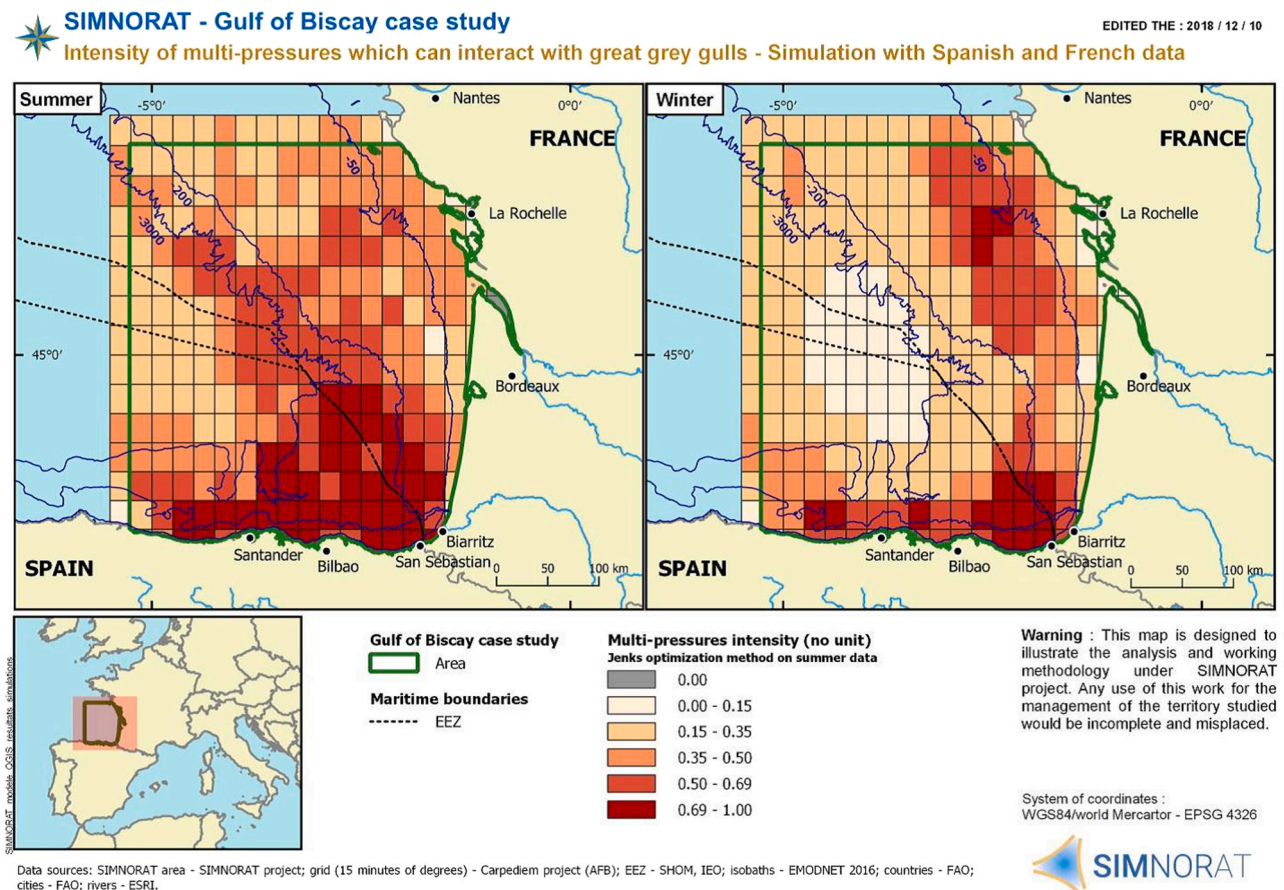 SIMNORAT - Gulf of Biscay case study
EDITED THE : 2018 / 12 / 10
Intensity of multi-pressures which can interact with great grey gulls - Simulation with Spanish and French data
Summer
-5°0'
Nantes
0°0'
FRANCE
-50
-200
-3000
La Rochelle
45°0'
Bordeaux
Biarritz
Santander
San Sebastian
Bilbao
SPAIN
0 50 100 km
Winter
-5°0'
Nantes
0°0'
FRANCE
-50
-200
-3000
La Rochelle
45°0'
Bordeaux
Biarritz
Santander
San Sebastian
Bilbao
SPAIN
0 50 100 km
SIMNORAT modele QGIS resultats simulations
Gulf of Biscay case study
Area
Maritime boundaries
EEZ
Multi-pressures intensity (no unit)
Jenks optimization method on summer data
0.00
0.00 - 0.15
0.15 - 0.35
0.35 - 0.50
0.50 - 0.69
0.69 - 1.00
Warning : This map is designed to
illustrate the analysis and working
methodology under SIMNORAT
project. Any use of this work for the
management of the territory studied
would be incomplete and misplaced.
System of coordinates :
WGS84/world Mercartor - EPSG 4326
SIMNORAT
Data sources: SIMNORAT area - SIMNORAT project; grid (15 minutes of degrees) - Carpediem project (AFB); EEZ - SHOM, IEO; isobaths - EMODNET 2016; countries - FAO;
cities - FAO; rivers - ESRI.